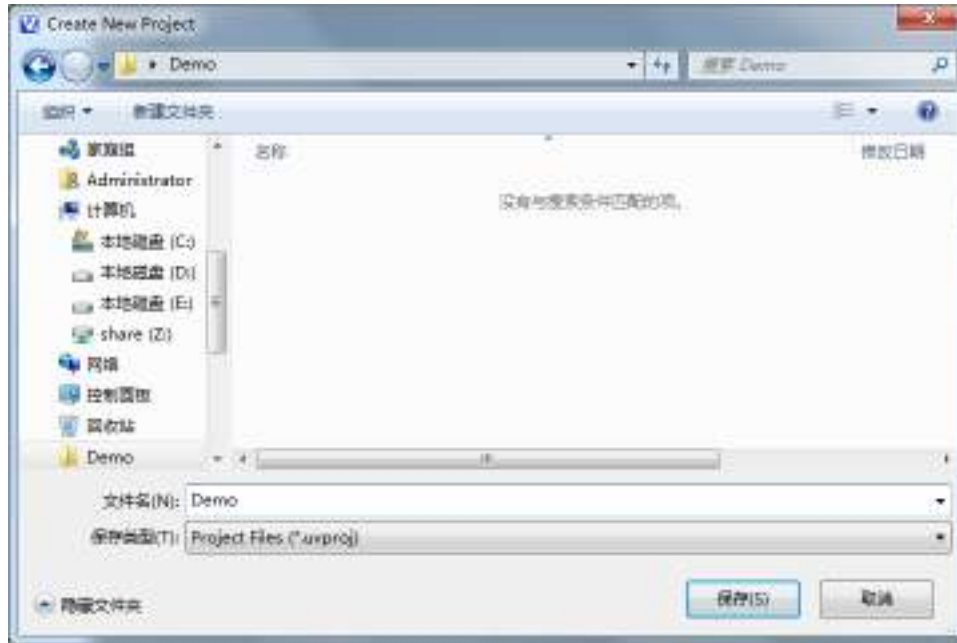 Create New Project
Demo
搜索 Demo
组织
新建文件夹
家庭组
名称
修改日期
Administrator
没有与搜索条件匹配的项。
计算机
本地磁盘 (C:)
本地磁盘 (D:)
本地磁盘 (E:)
share (Z:)
网络
控制面板
回收站
Demo
文件名(N): Demo
保存类型(T): Project Files (*.uvproj)
隐藏文件夹
保存(S)
取消